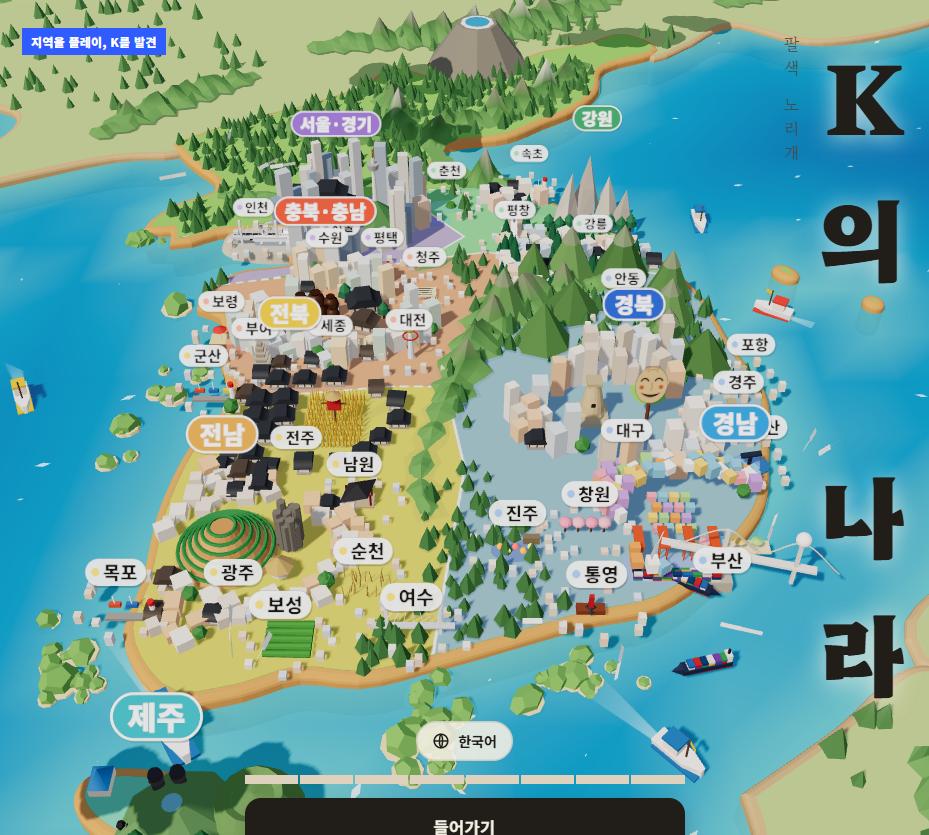 지역을 플레이, K를 발견
K의 나라
팔색 노리개
서울·경기
강원
속초
춘천
인천
충북·충남
평창
수원
평택
강릉
청주
안동
보령
전북
경북
세종
대전
군산
포항
경주
전남
전주
대구
경남
남원
창원
진주
순천
목포
광주
통영
부산
보성
여수
제주
한국어
들어가기